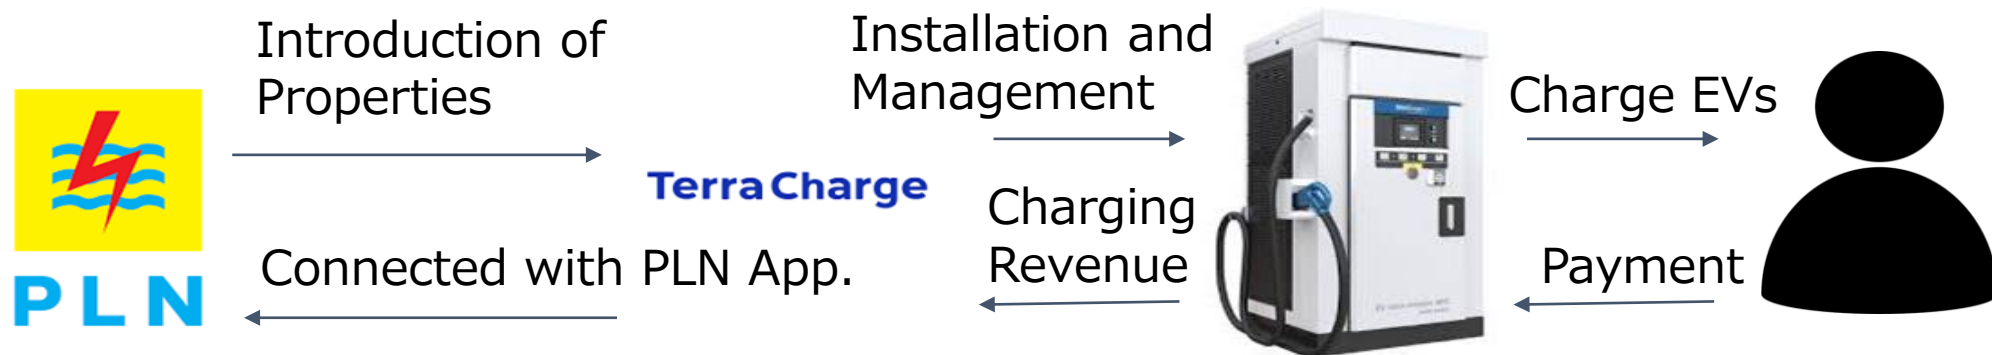 Introduction of
Properties
Installation and
Management
Charge EVs
Terra Charge
Charging
Revenue
Connected with PLN App.
Payment
PLN